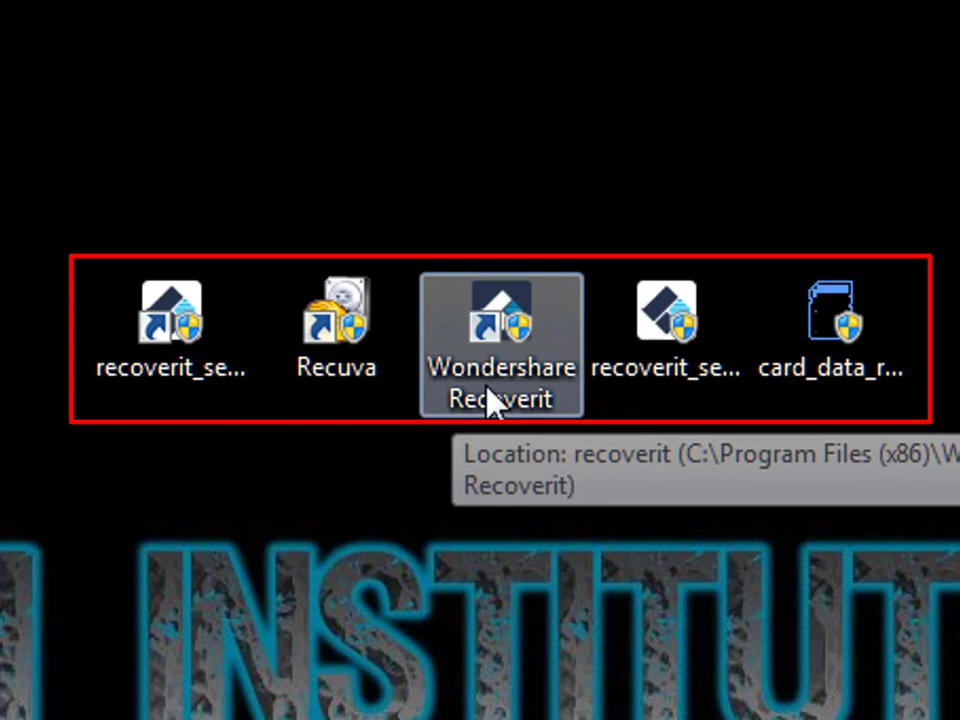 recoverit_se...
Recuva
Wondershare
Recoverit
recoverit_se...
card_data_r...
Location: recoverit (C:\Program Files (x86)\W
Recoverit)
INSTITUT